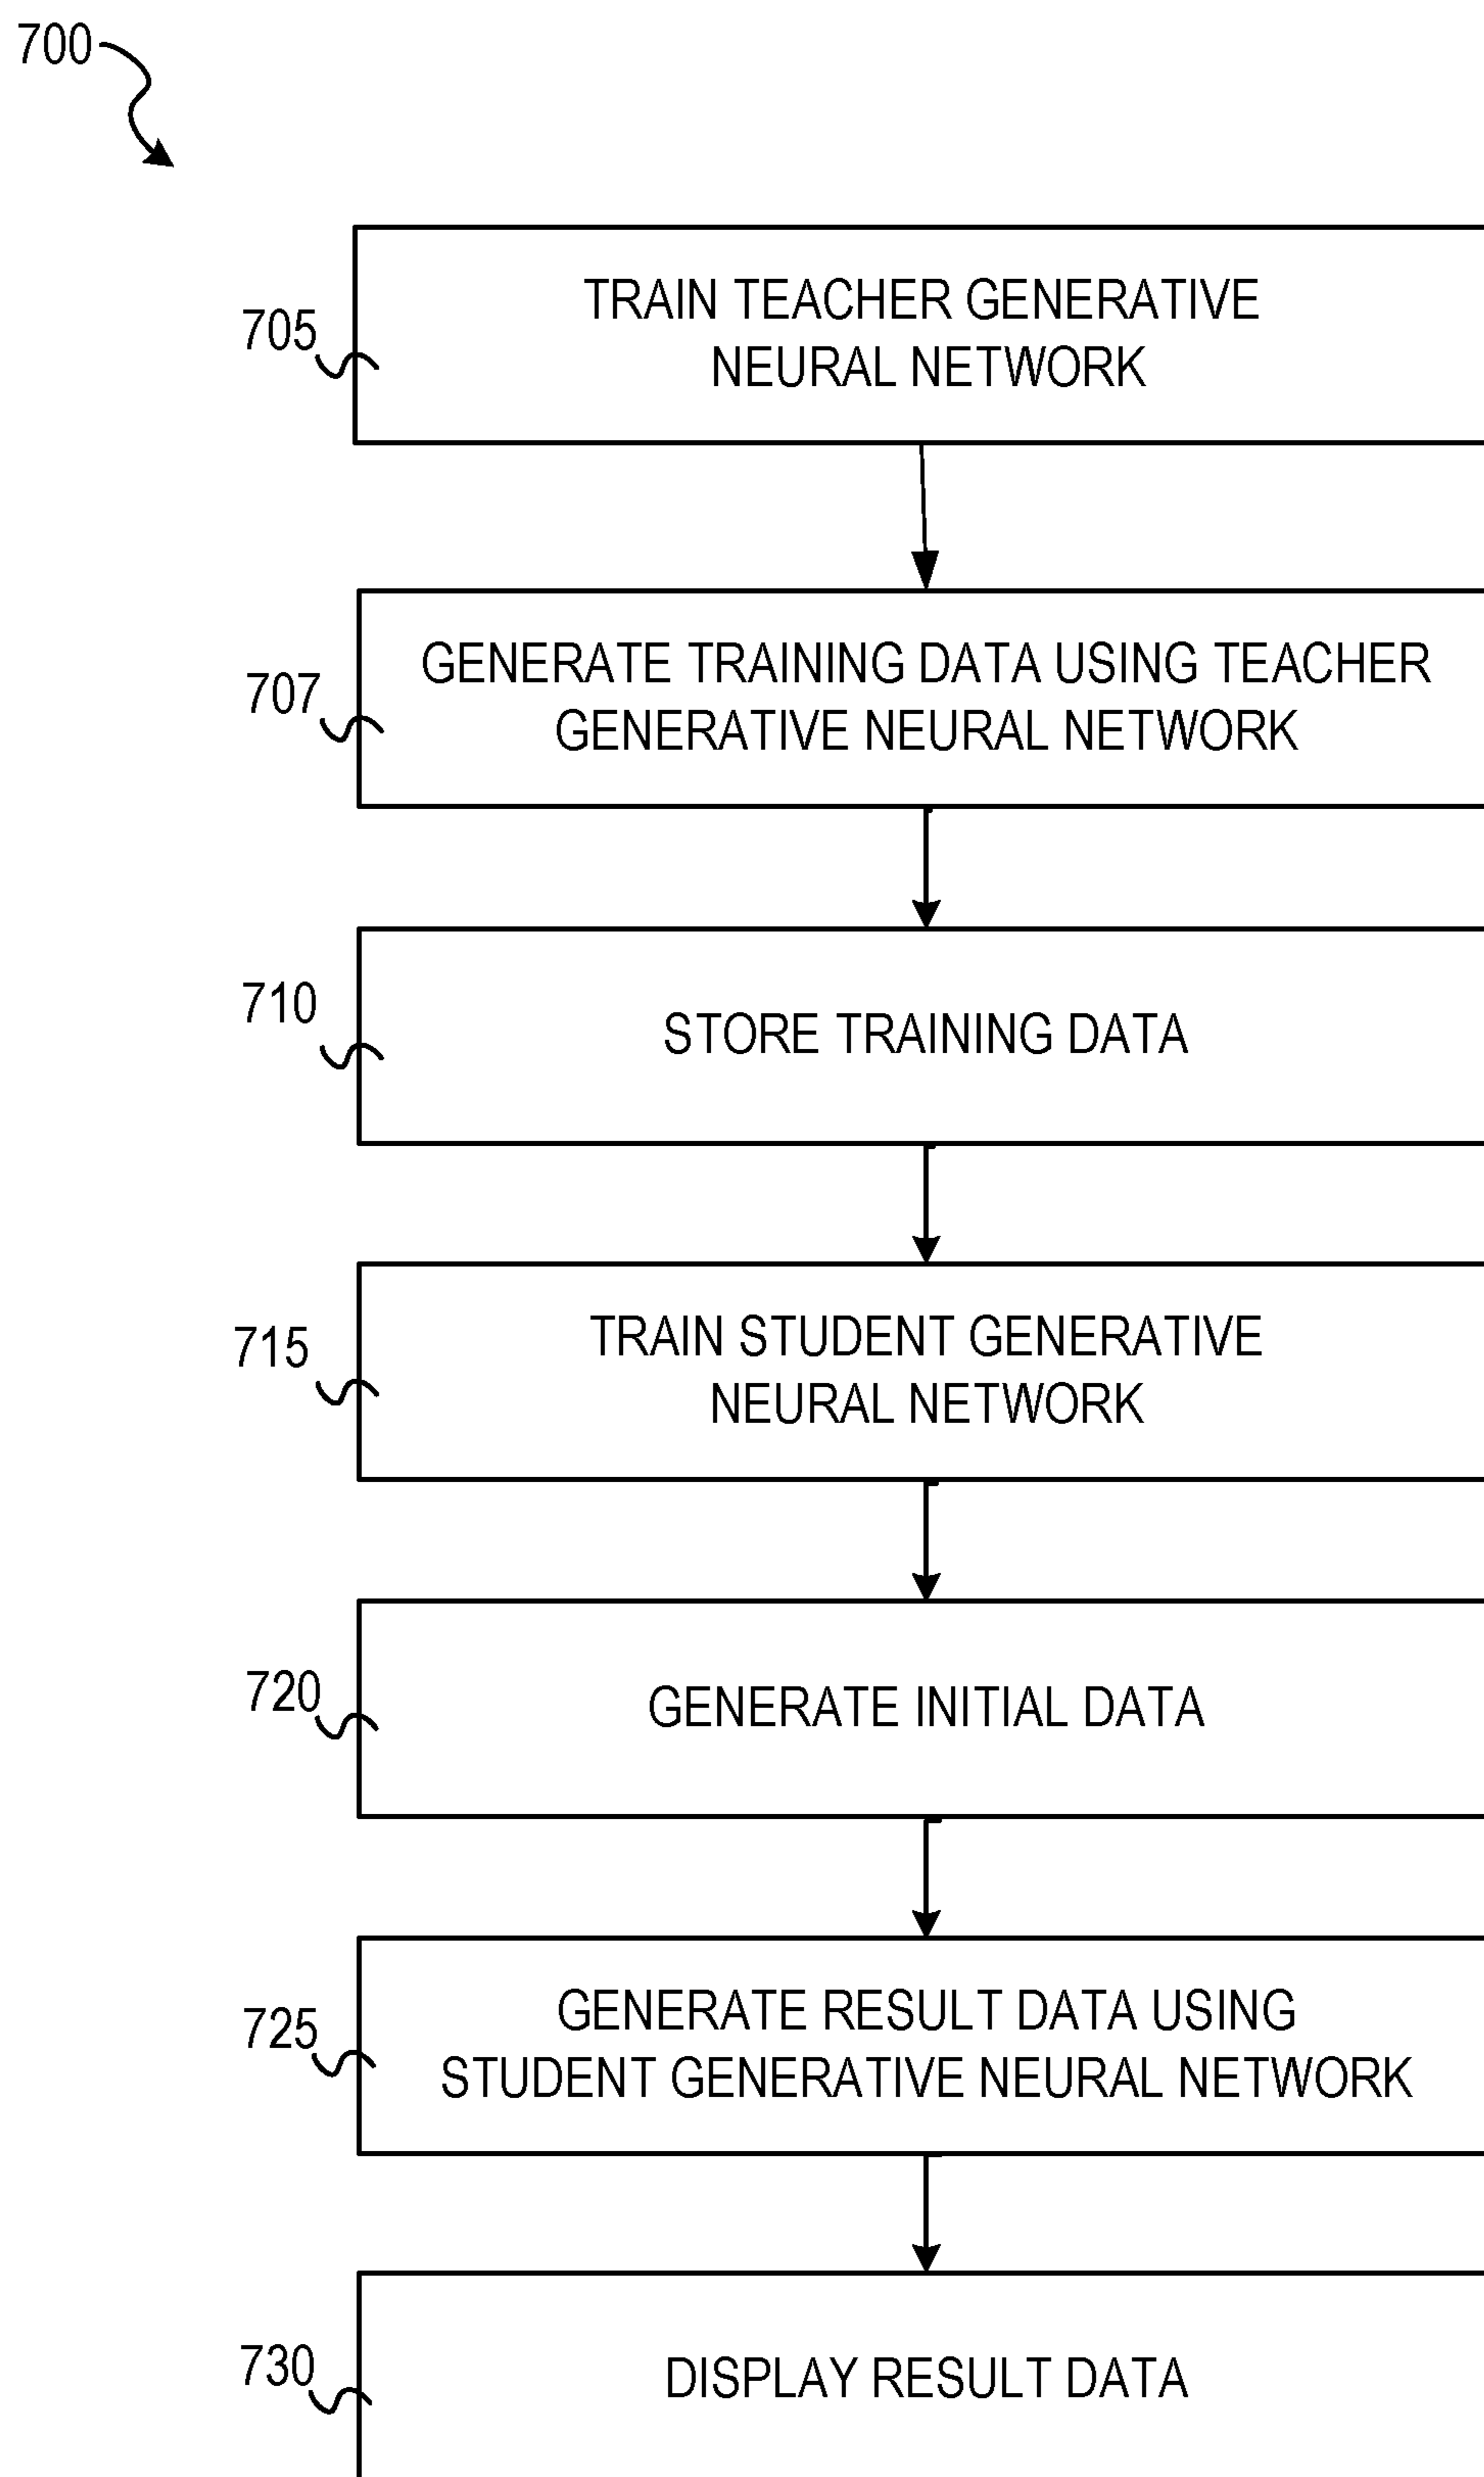 700
705
TRAIN TEACHER GENERATIVE
NEURAL NETWORK
707
GENERATE TRAINING DATA USING TEACHER
GENERATIVE NEURAL NETWORK
710
STORE TRAINING DATA
715
TRAIN STUDENT GENERATIVE
NEURAL NETWORK
720
GENERATE INITIAL DATA
725
GENERATE RESULT DATA USING
STUDENT GENERATIVE NEURAL NETWORK
730
DISPLAY RESULT DATA